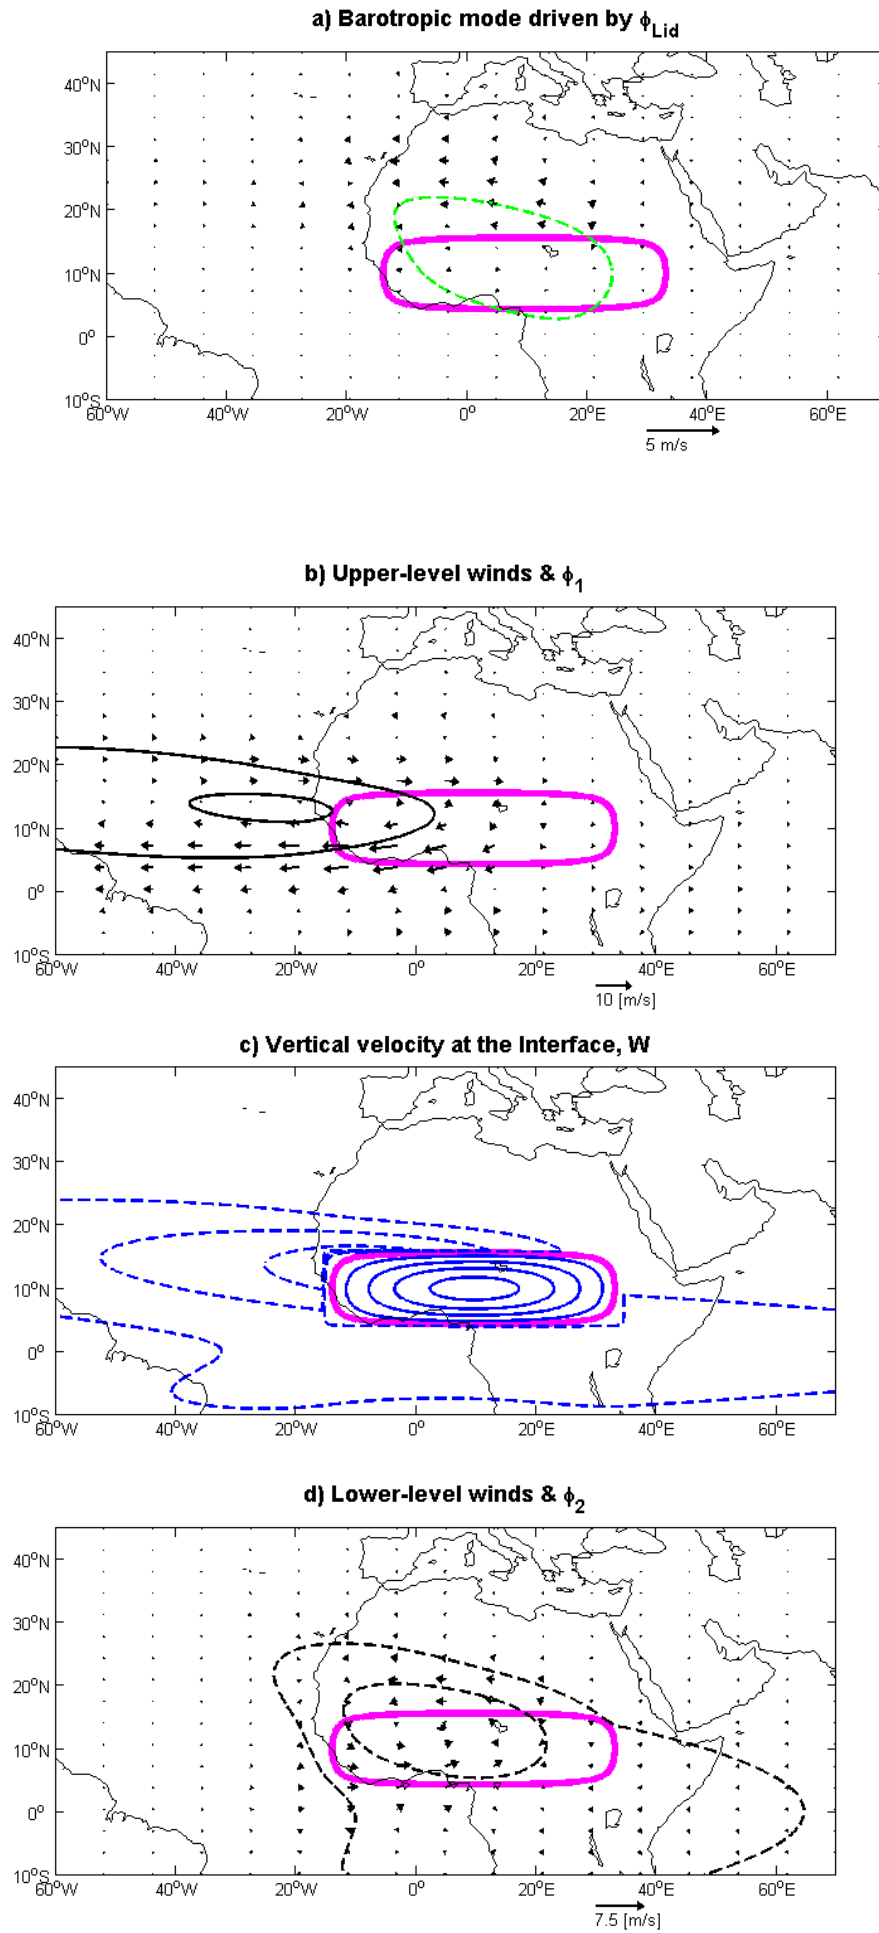 a) Barotropic mode driven by ϕLid
40°N
30°N
20°N
10°N
0°
10°S
60°W 40°W 20°W 0° 20°E 40°E 60°E
5 m/s
b) Upper-level winds & ϕ1
40°N
30°N
20°N
10°N
0°
10°S
60°W 40°W 20°W 0° 20°E 40°E 60°E
10 [m/s]
c) Vertical velocity at the Interface, W
40°N
30°N
20°N
10°N
0°
10°S
60°W 40°W 20°W 0° 20°E 40°E 60°E
d) Lower-level winds & ϕ2
40°N
30°N
20°N
10°N
0°
10°S
60°W 40°W 20°W 0° 20°E 40°E 60°E
7.5 [m/s]